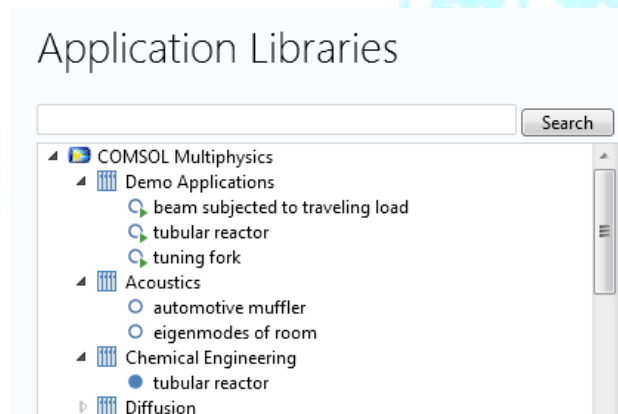 Application Libraries
Search
COMSOL Multiphysics
Demo Applications
beam subjected to traveling load
tubular reactor
tuning fork
Acoustics
automotive muffler
eigenmodes of room
Chemical Engineering
tubular reactor
Diffusion